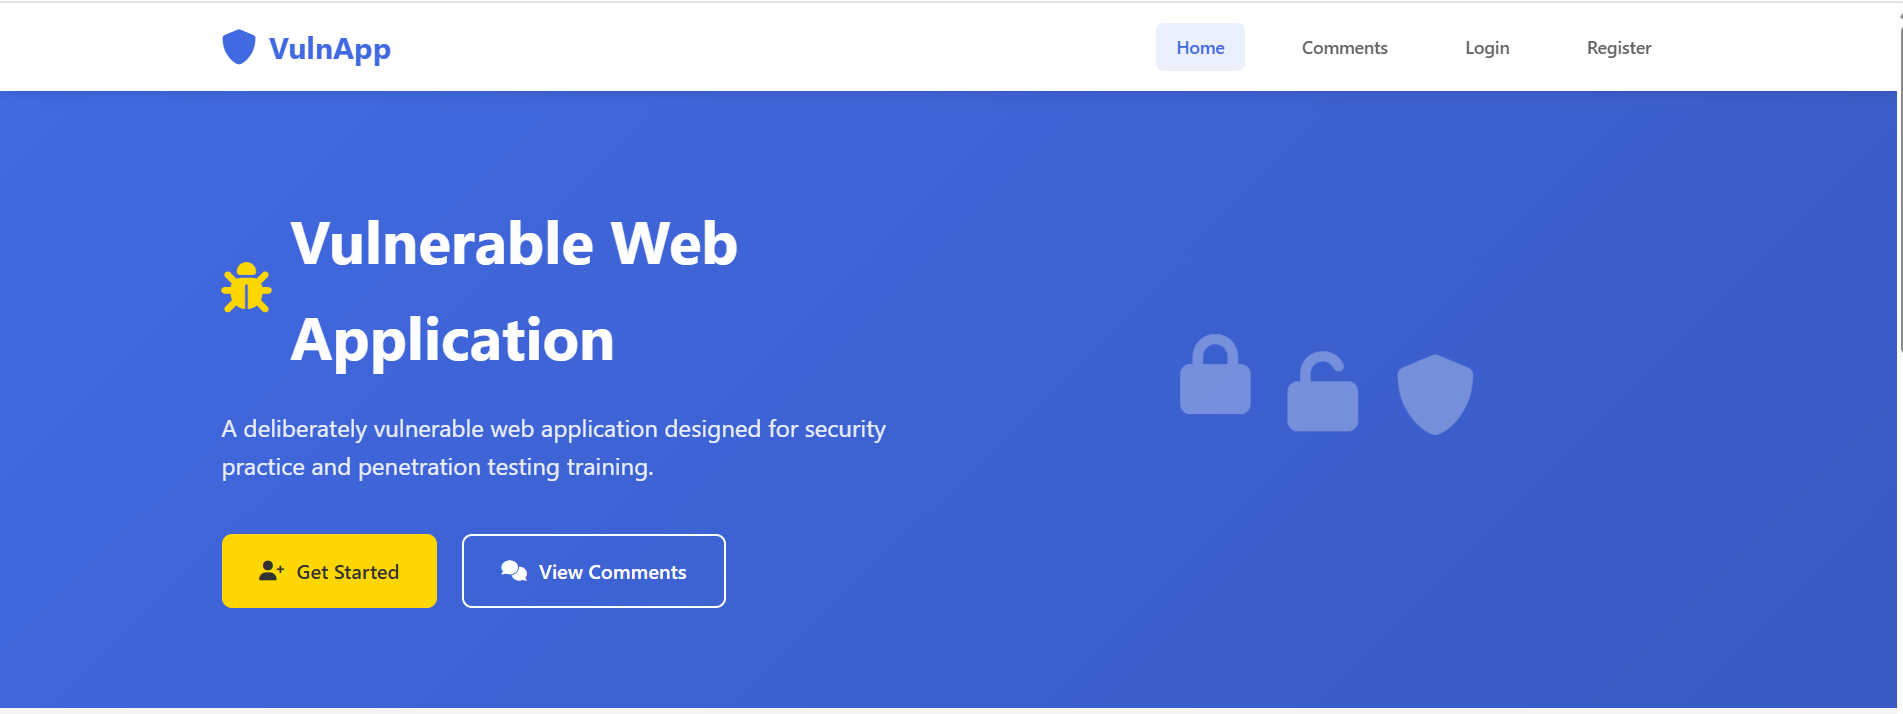 VulnApp
Home
Comments
Login
Register
Vulnerable Web
Application
A deliberately vulnerable web application designed for security
practice and penetration testing training.
Get Started
View Comments